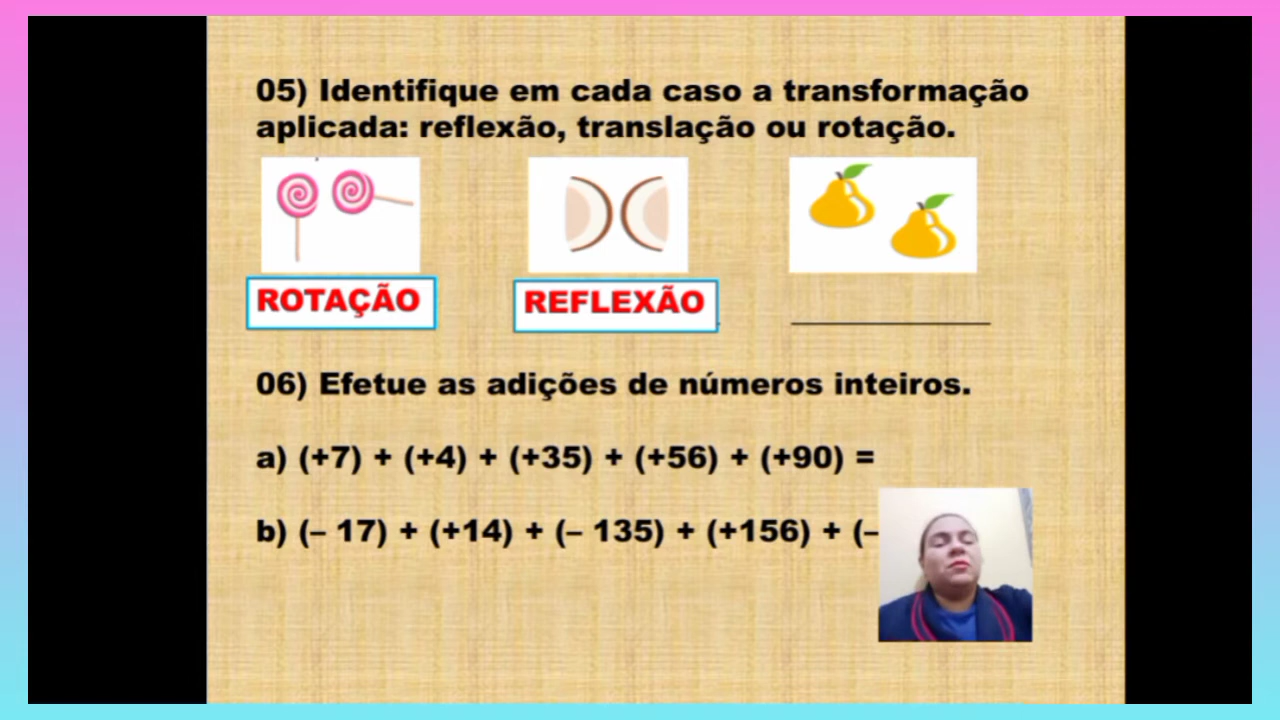 05) Identifique em cada caso a transformação
aplicada: reflexão, translação ou rotação.
ROTAÇÃO
REFLEXÃO
06) Efetue as adições de números inteiros.
a) (+7) + (+4) + (+35) + (+56) + (+90) =
b) (– 17) + (+14) + (– 135) + (+156) + (–